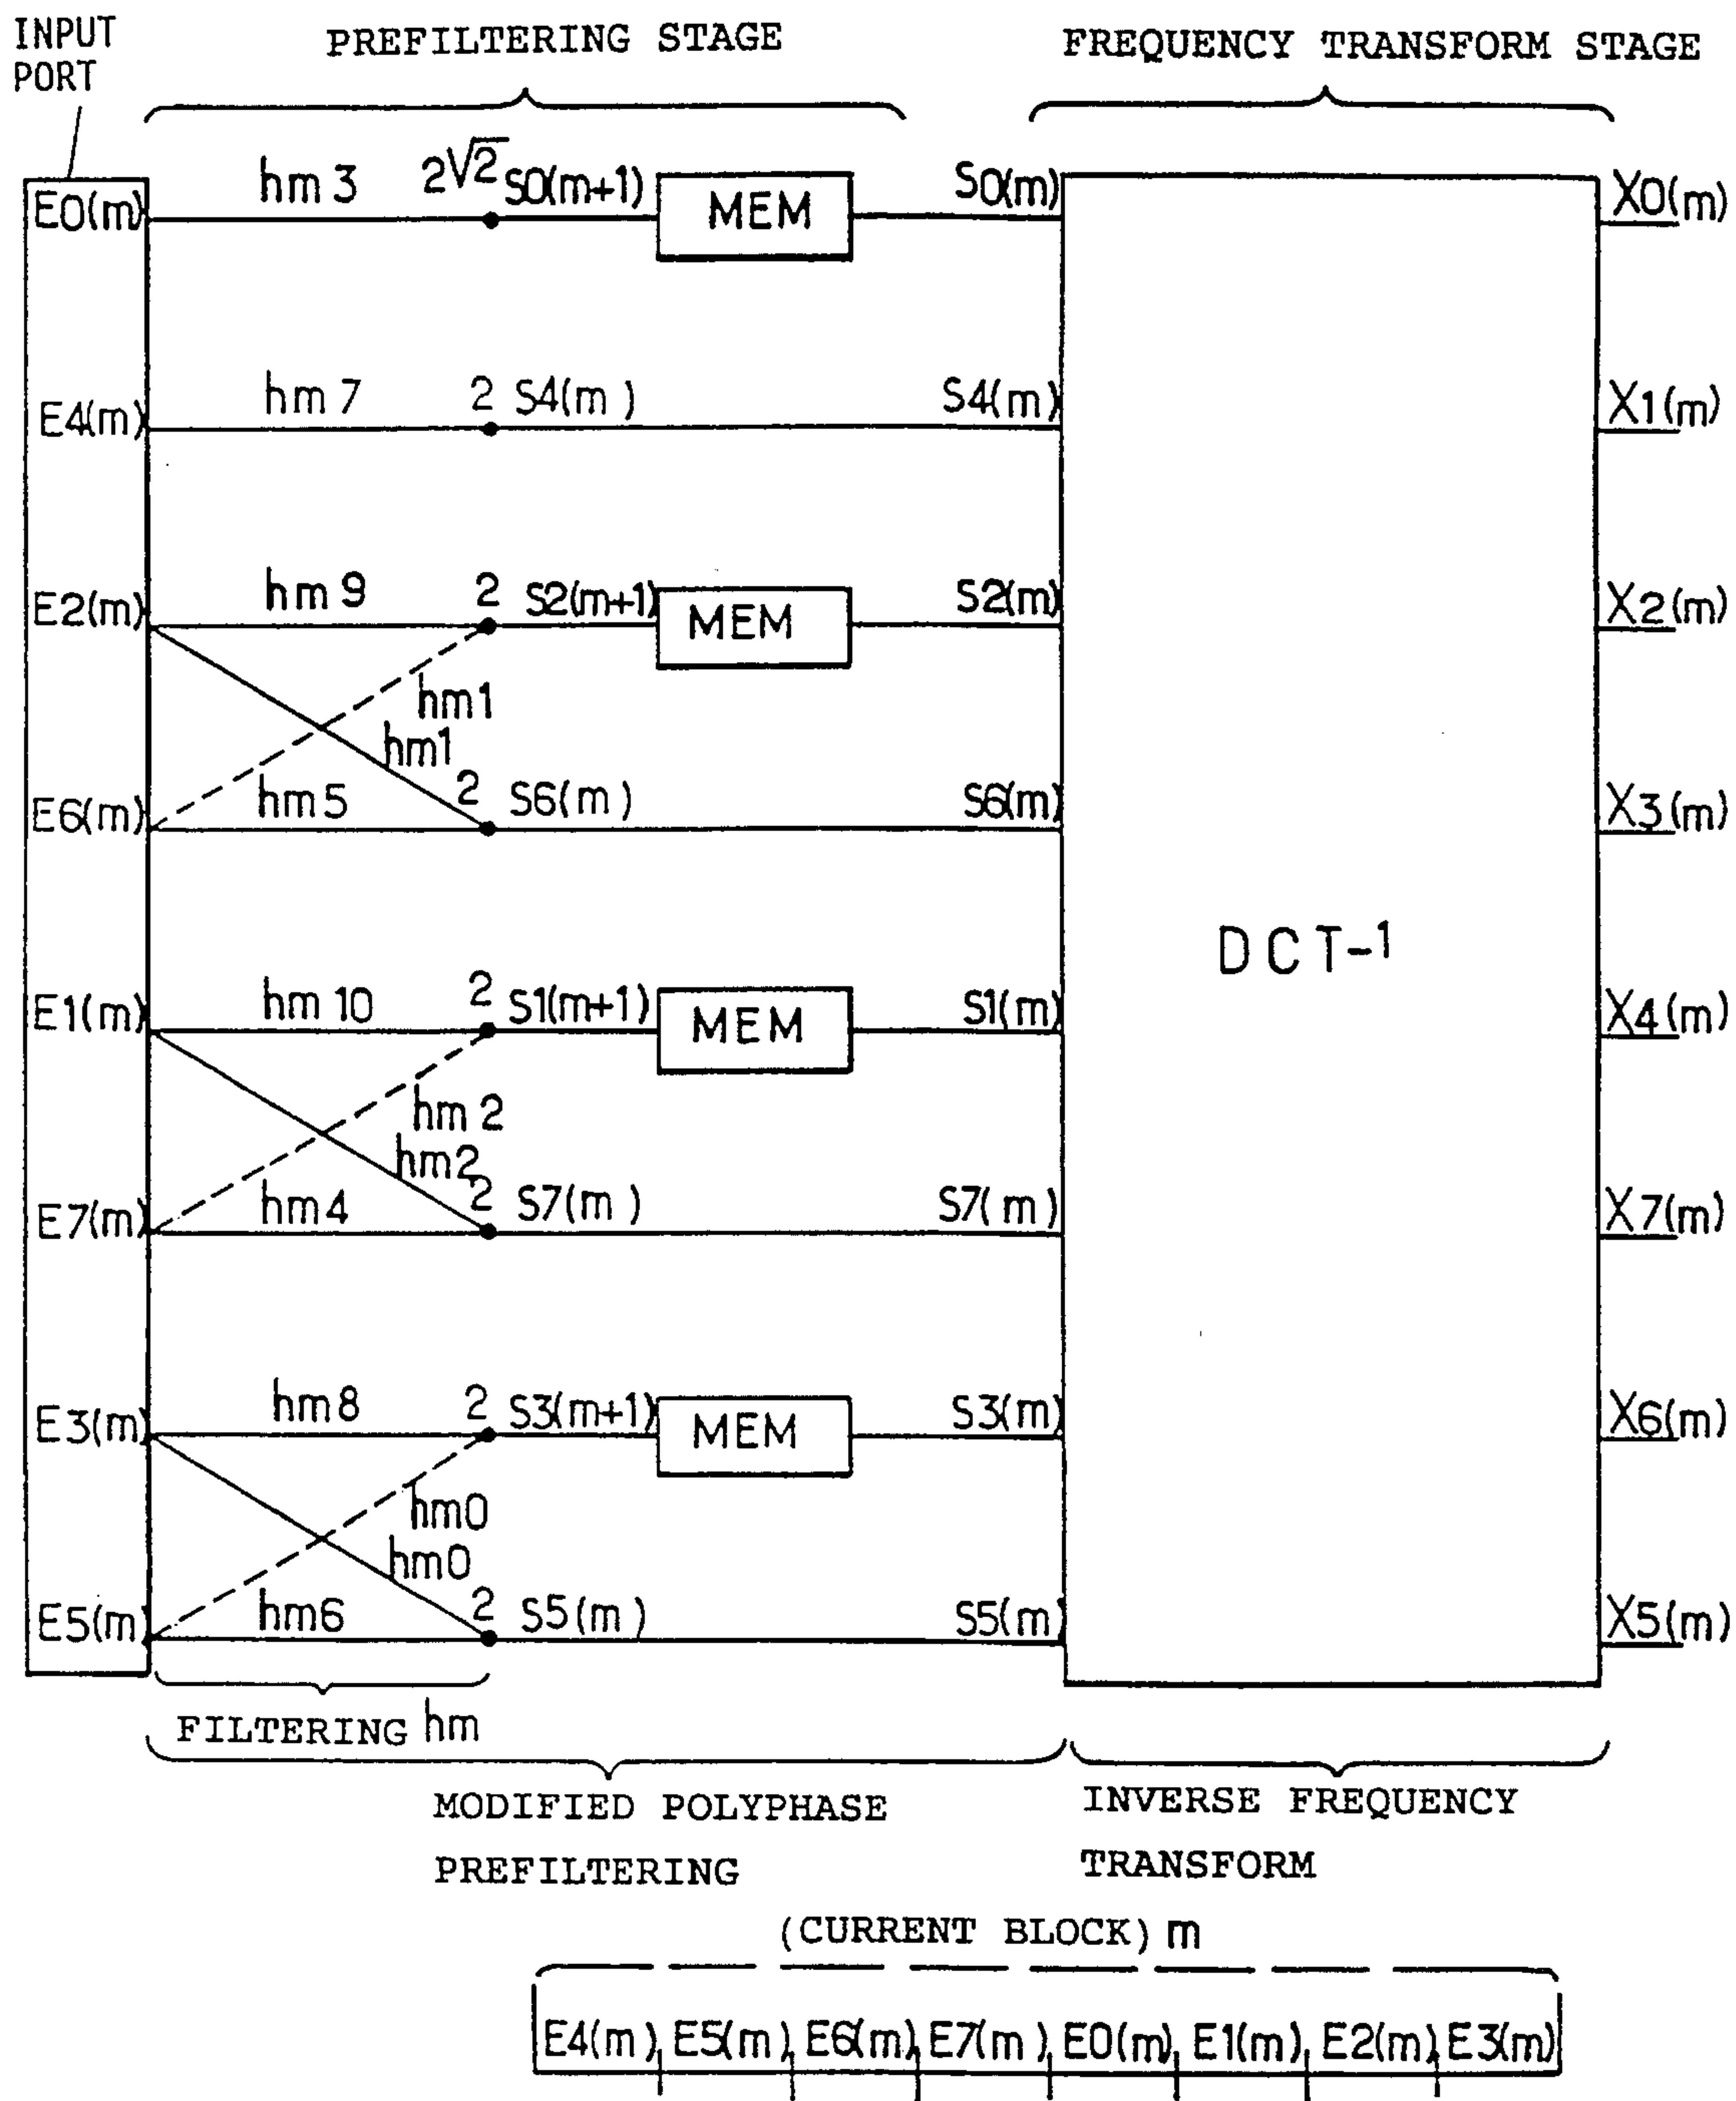 INPUT
PORT
PREFILTERING STAGE
FREQUENCY TRANSFORM STAGE
E0(m) hm 3 2√2 S0(m+1) MEM S0(m) X0(m)
E4(m) hm 7 2 S4(m) S4(m) X1(m)
E2(m) hm 9 2 S2(m+1) MEM S2(m) X2(m)
hm1
hm1
E6(m) hm 5 2 S6(m) S6(m) X3(m)
DCT-1
E1(m) hm 10 2 S1(m+1) MEM S1(m) X4(m)
hm 2
hm2
E7(m) hm 4 2 S7(m) S7(m) X7(m)
E3(m) hm8 2 S3(m+1) MEM S3(m) X6(m)
hm0
hm0
E5(m) hm6 2 S5(m) S5(m) X5(m)
FILTERING hm
MODIFIED POLYPHASE
PREFILTERING
INVERSE FREQUENCY
TRANSFORM
(CURRENT BLOCK) m
E4(m) E5(m) E6(m) E7(m) E0(m) E1(m) E2(m) E3(m)